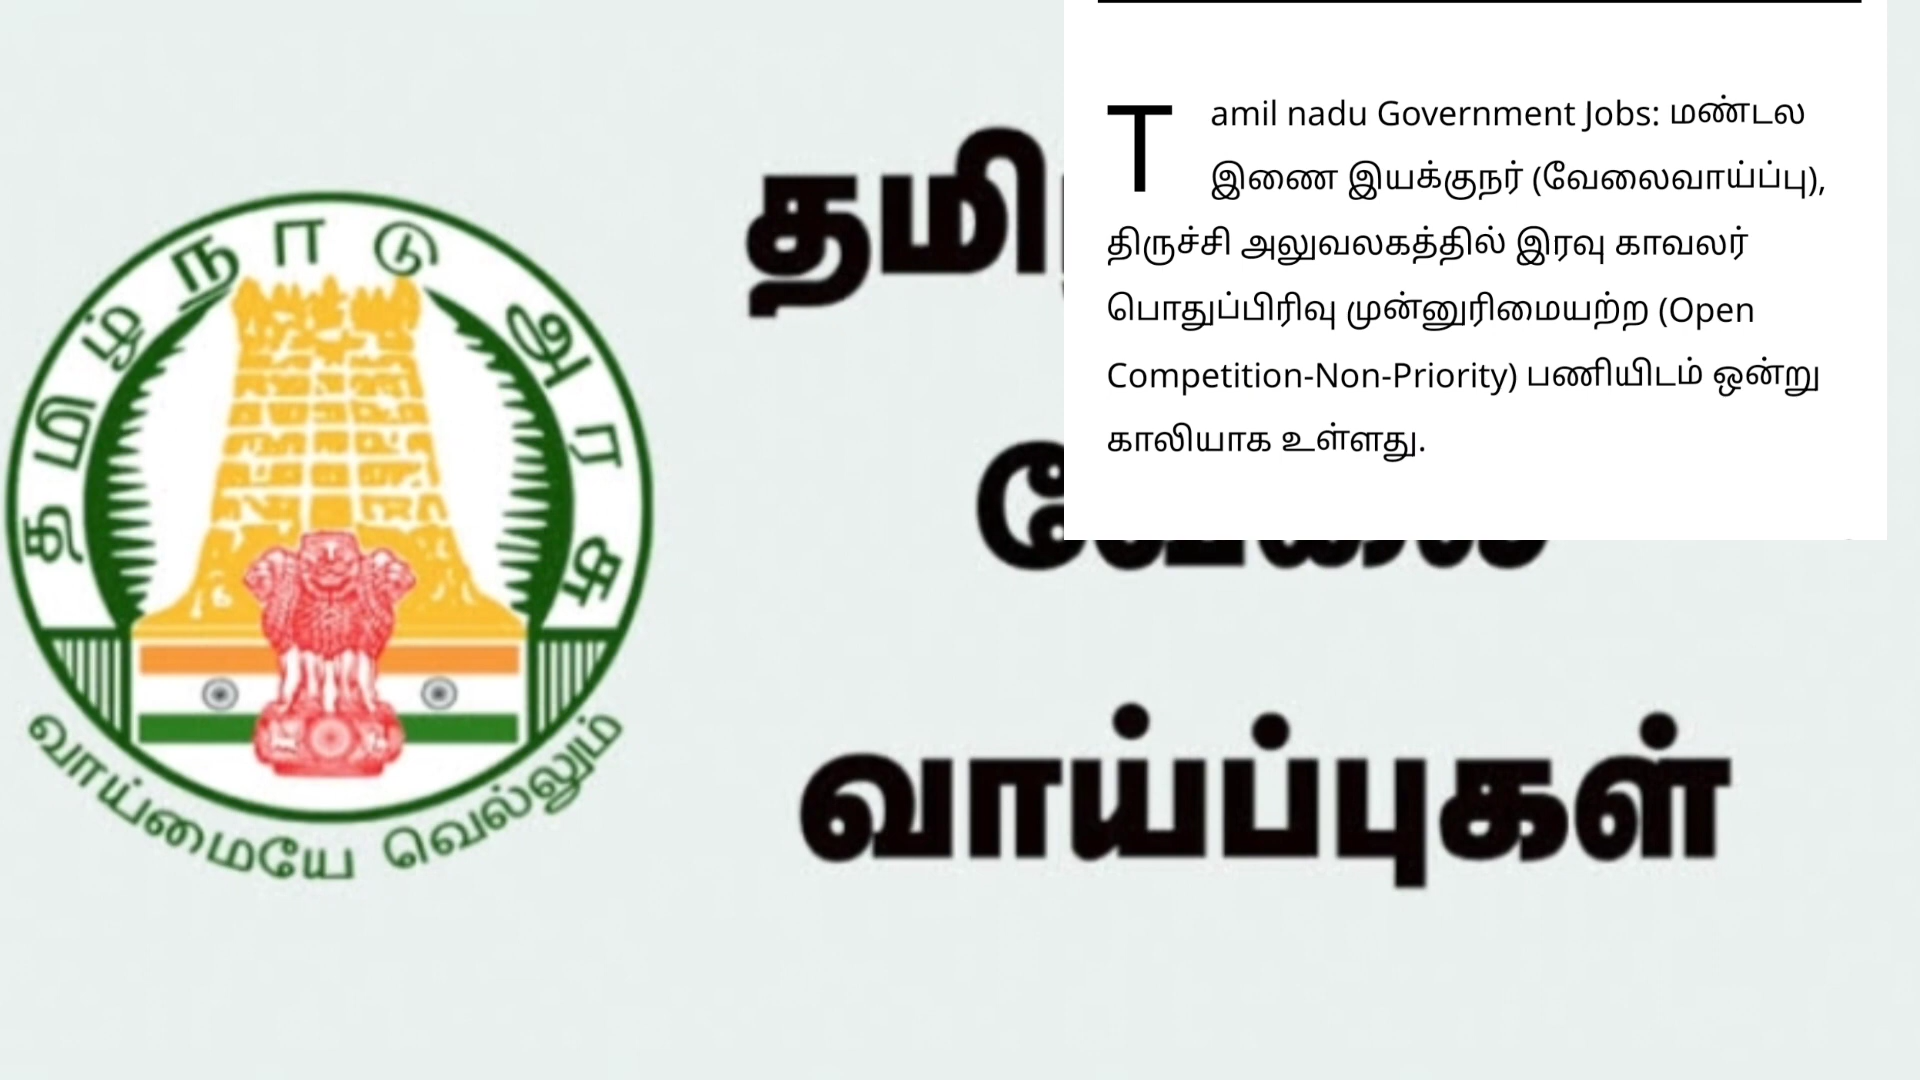 தமிழ்நாடு அரசு
வாய்மையே வெல்லும்
Tamil nadu Government Jobs: மண்டல
இணை இயக்குநர் (வேலைவாய்ப்பு),
திருச்சி அலுவலகத்தில் இரவு காவலர்
பொதுப்பிரிவு முன்னுரிமையற்ற (Open
Competition-Non-Priority) பணியிடம் ஒன்று
காலியாக உள்ளது.
வேலை
வாய்ப்புகள்